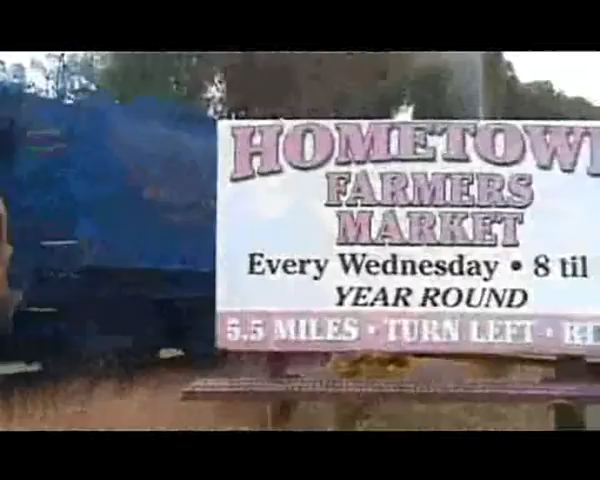 HOMETOWN
FARMERS
MARKET
Every Wednesday • 8 til
YEAR ROUND
5.5 MILES • TURN LEFT •